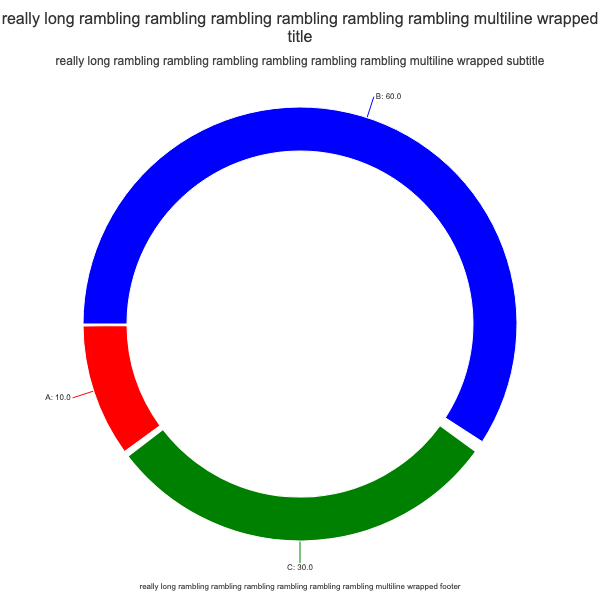 really long rambling rambling rambling rambling rambling rambling multiline wrapped
title
really long rambling rambling rambling rambling rambling rambling multiline wrapped subtitle
B: 60.0
A: 10.0
C: 30.0
really long rambling rambling rambling rambling rambling rambling multiline wrapped footer